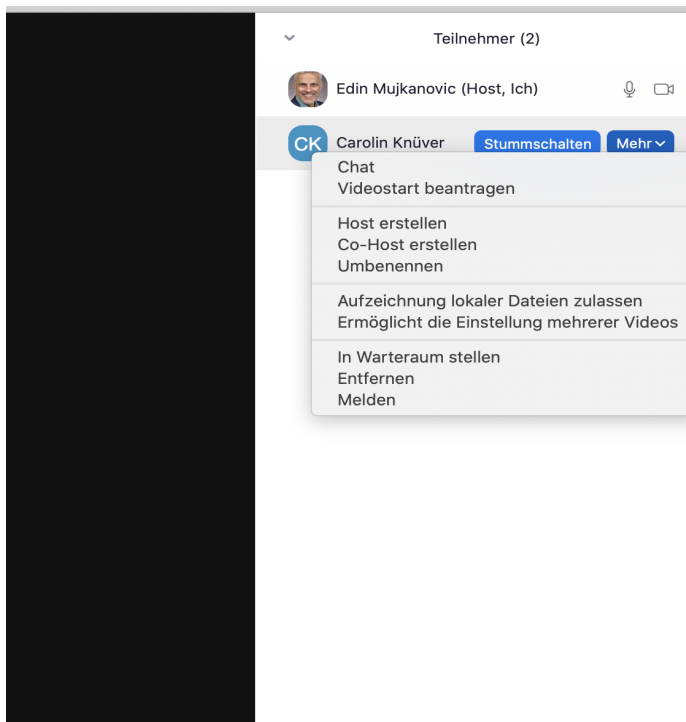 Teilnehmer (2)
Edin Mujkanovic (Host, Ich)
CK Carolin Knüver Stummschalten Mehr
Chat
Videostart beantragen
Host erstellen
Co-Host erstellen
Umbenennen
Aufzeichnung lokaler Dateien zulassen
Ermöglicht die Einstellung mehrerer Videos
In Warteraum stellen
Entfernen
Melden